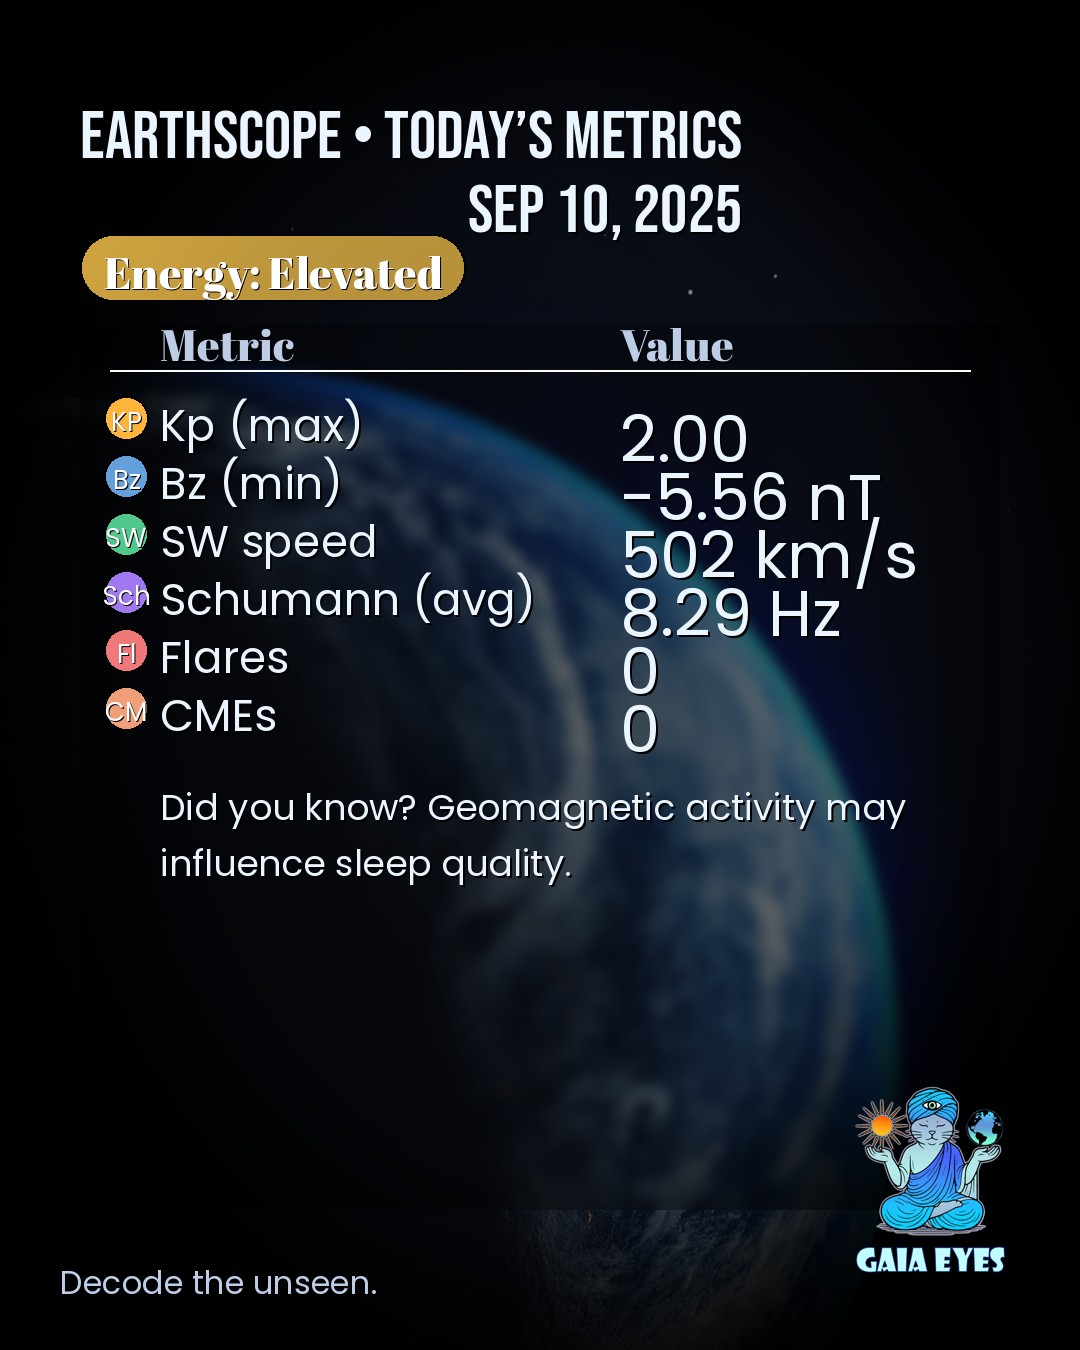 EARTHSCOPE • TODAY’S METRICS
SEP 10, 2025
Energy: Elevated
Metric Value
KP Kp (max) 2.00
Bz Bz (min) -5.56 nT
SW SW speed 502 km/s
Sch Schumann (avg) 8.29 Hz
Fl Flares 0
CM CMEs 0
Did you know? Geomagnetic activity may
influence sleep quality.
GAIA EYES
Decode the unseen.